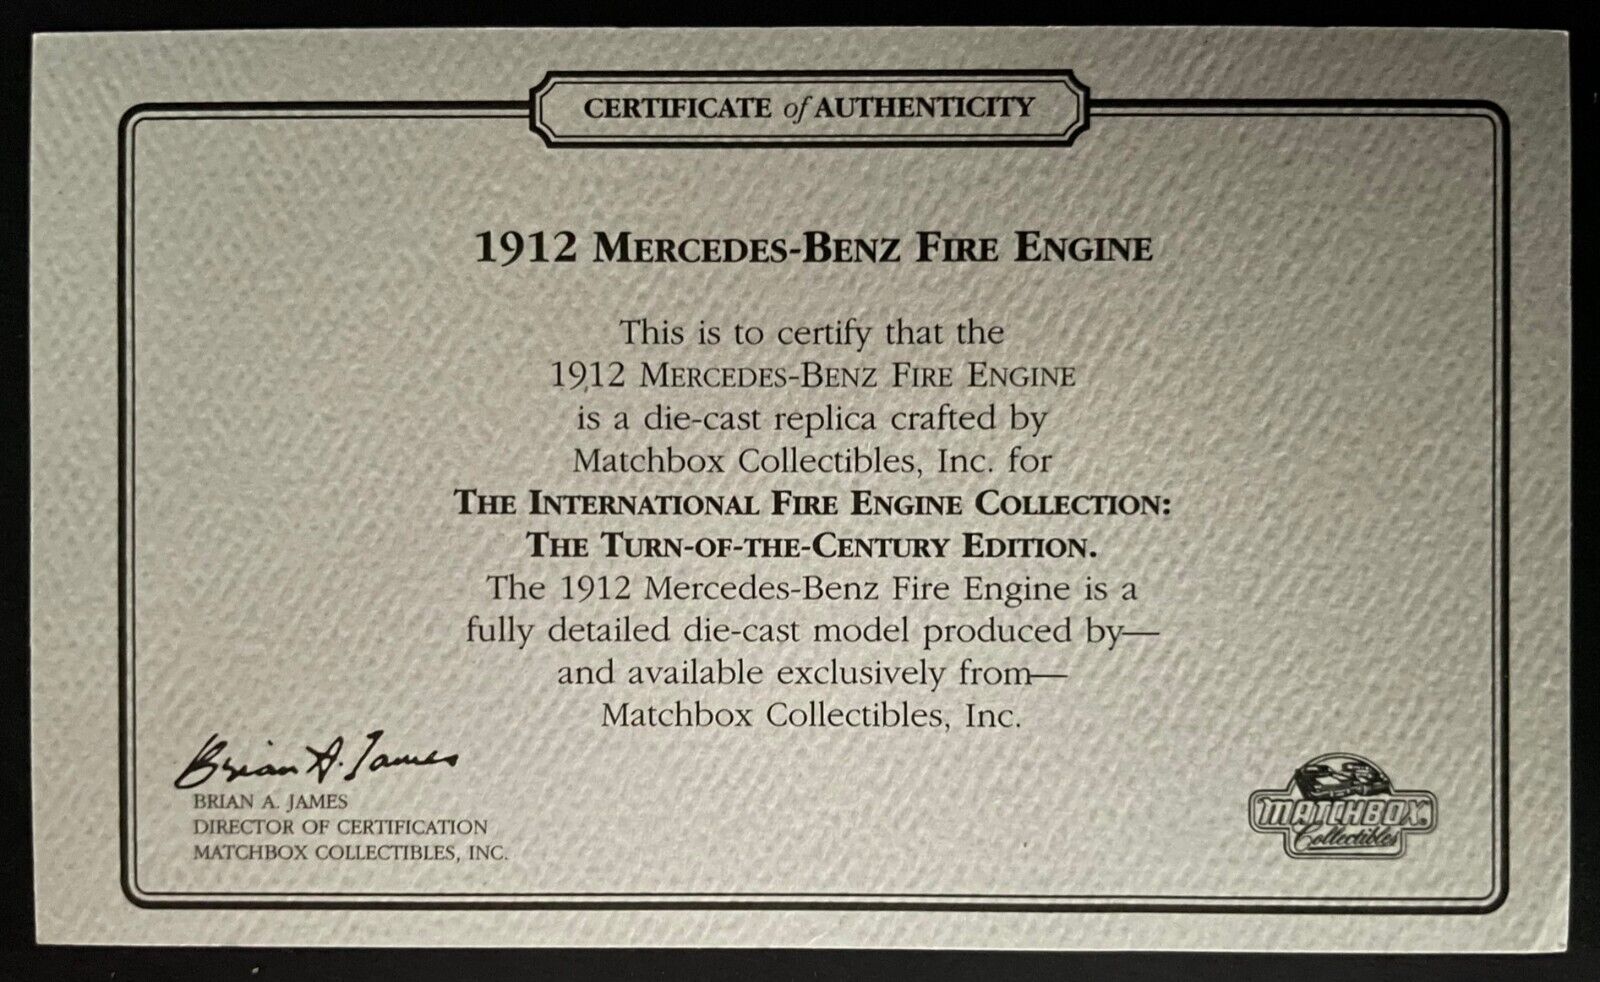 CERTIFICATE of AUTHENTICITY
1912 MERCEDES-BENZ FIRE ENGINE
This is to certify that the
1912 MERCEDES-BENZ FIRE ENGINE
is a die-cast replica crafted by
Matchbox Collectibles, Inc. for
THE INTERNATIONAL FIRE ENGINE COLLECTION:
THE TURN-OF-THE-CENTURY EDITION.
The 1912 Mercedes-Benz Fire Engine is a
fully detailed die-cast model produced by—
and available exclusively from—
Matchbox Collectibles, Inc.
Brian A. James
BRIAN A. JAMES
DIRECTOR OF CERTIFICATION
MATCHBOX COLLECTIBLES, INC.
MATCHBOX®
Collectibles